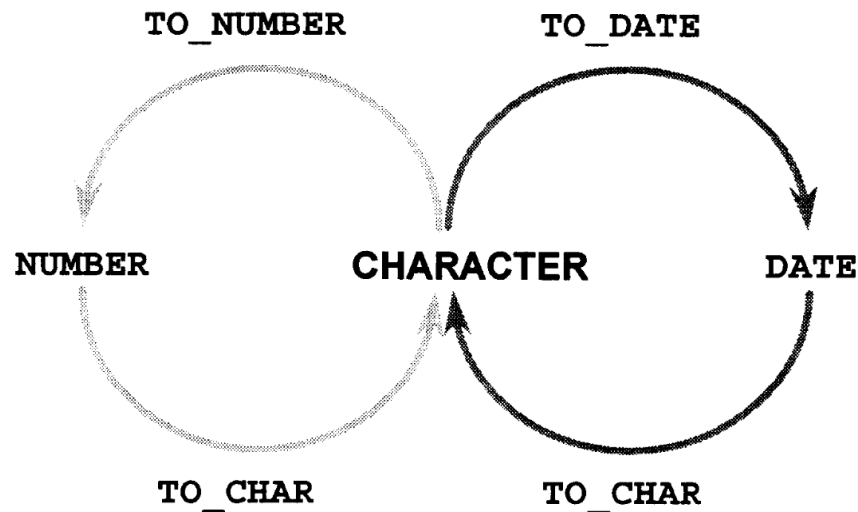 TO_NUMBER TO_DATE
NUMBER CHARACTER DATE
TO_CHAR TO_CHAR